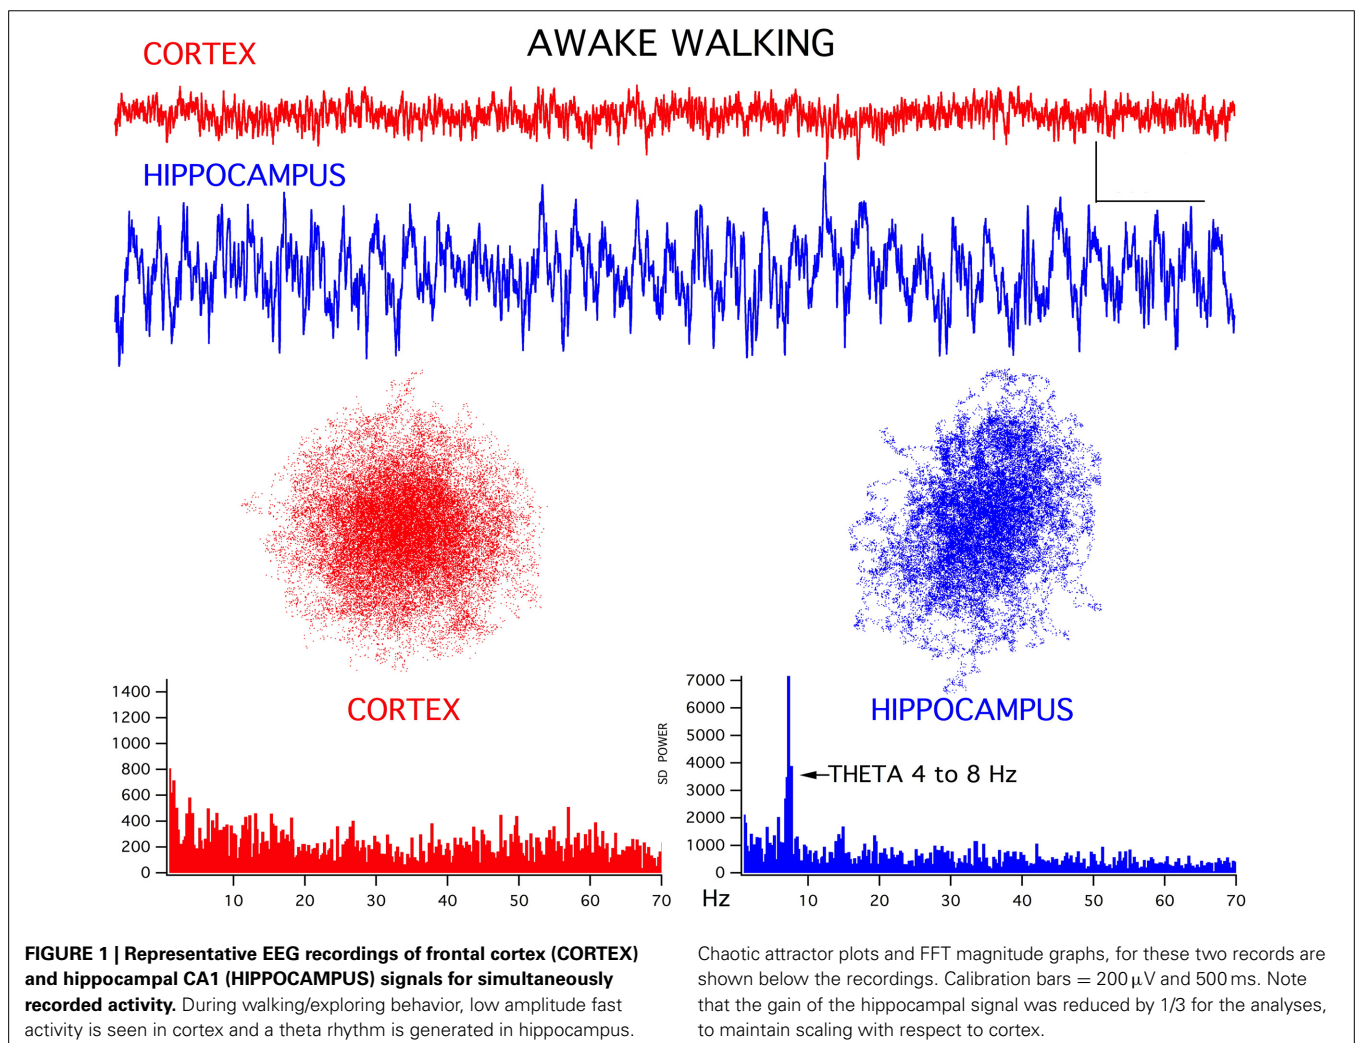 AWAKE WALKING
CORTEX
HIPPOCAMPUS
1400
1200
1000
800
600
400
200
0
10 20 30 40 50 60 70
CORTEX
7000
6000
5000
4000
3000
2000
1000
0
SD POWER
HIPPOCAMPUS
THETA 4 to 8 Hz
Hz
10 20 30 40 50 60 70
FIGURE 1 | Representative EEG recordings of frontal cortex (CORTEX)
and hippocampal CA1 (HIPPOCAMPUS) signals for simultaneously
recorded activity. During walking/exploring behavior, low amplitude fast
activity is seen in cortex and a theta rhythm is generated in hippocampus.
Chaotic attractor plots and FFT magnitude graphs, for these two records are
shown below the recordings. Calibration bars = 200 μV and 500 ms. Note
that the gain of the hippocampal signal was reduced by 1/3 for the analyses,
to maintain scaling with respect to cortex.